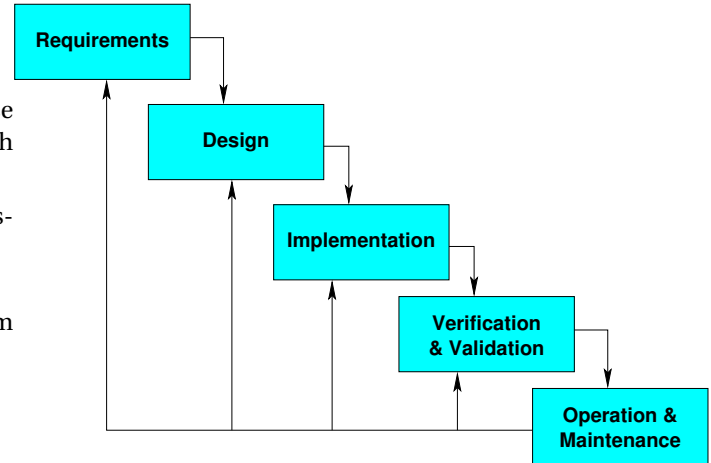 Requirements
e
h
Design
s-
Implementation
m
Verification
& Validation
Operation &
Maintenance